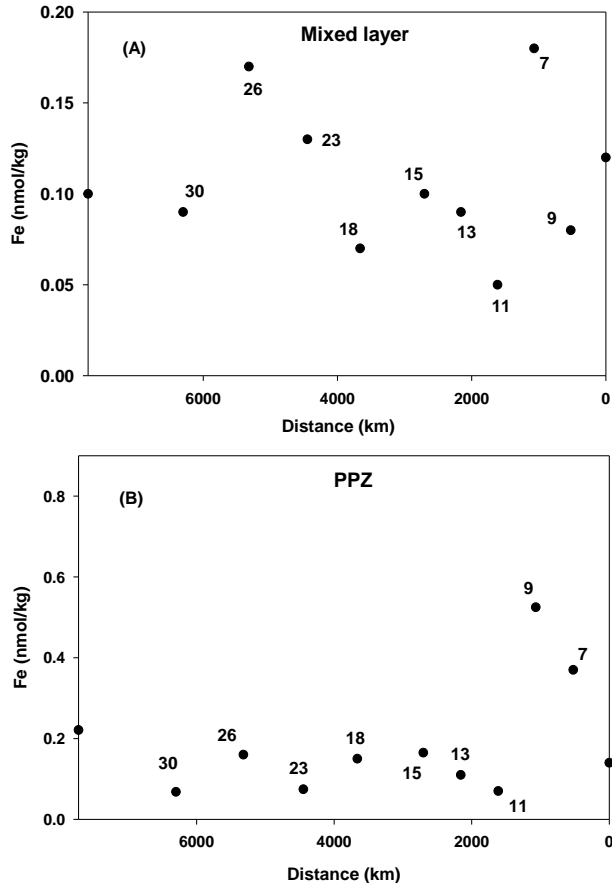 0.20
Mixed layer
(A)
7
26
0.15
23
15
30
0.10
18
13
9
0.05
11
0.00
Fe (nmol/kg)
6000 4000 2000 0
Distance (km)
PPZ
(B)
0.8
9
0.6
7
0.4
26
18
13
30
0.2
23
15
11
0.0
Fe (nmol/kg)
6000 4000 2000 0
Distance (km)